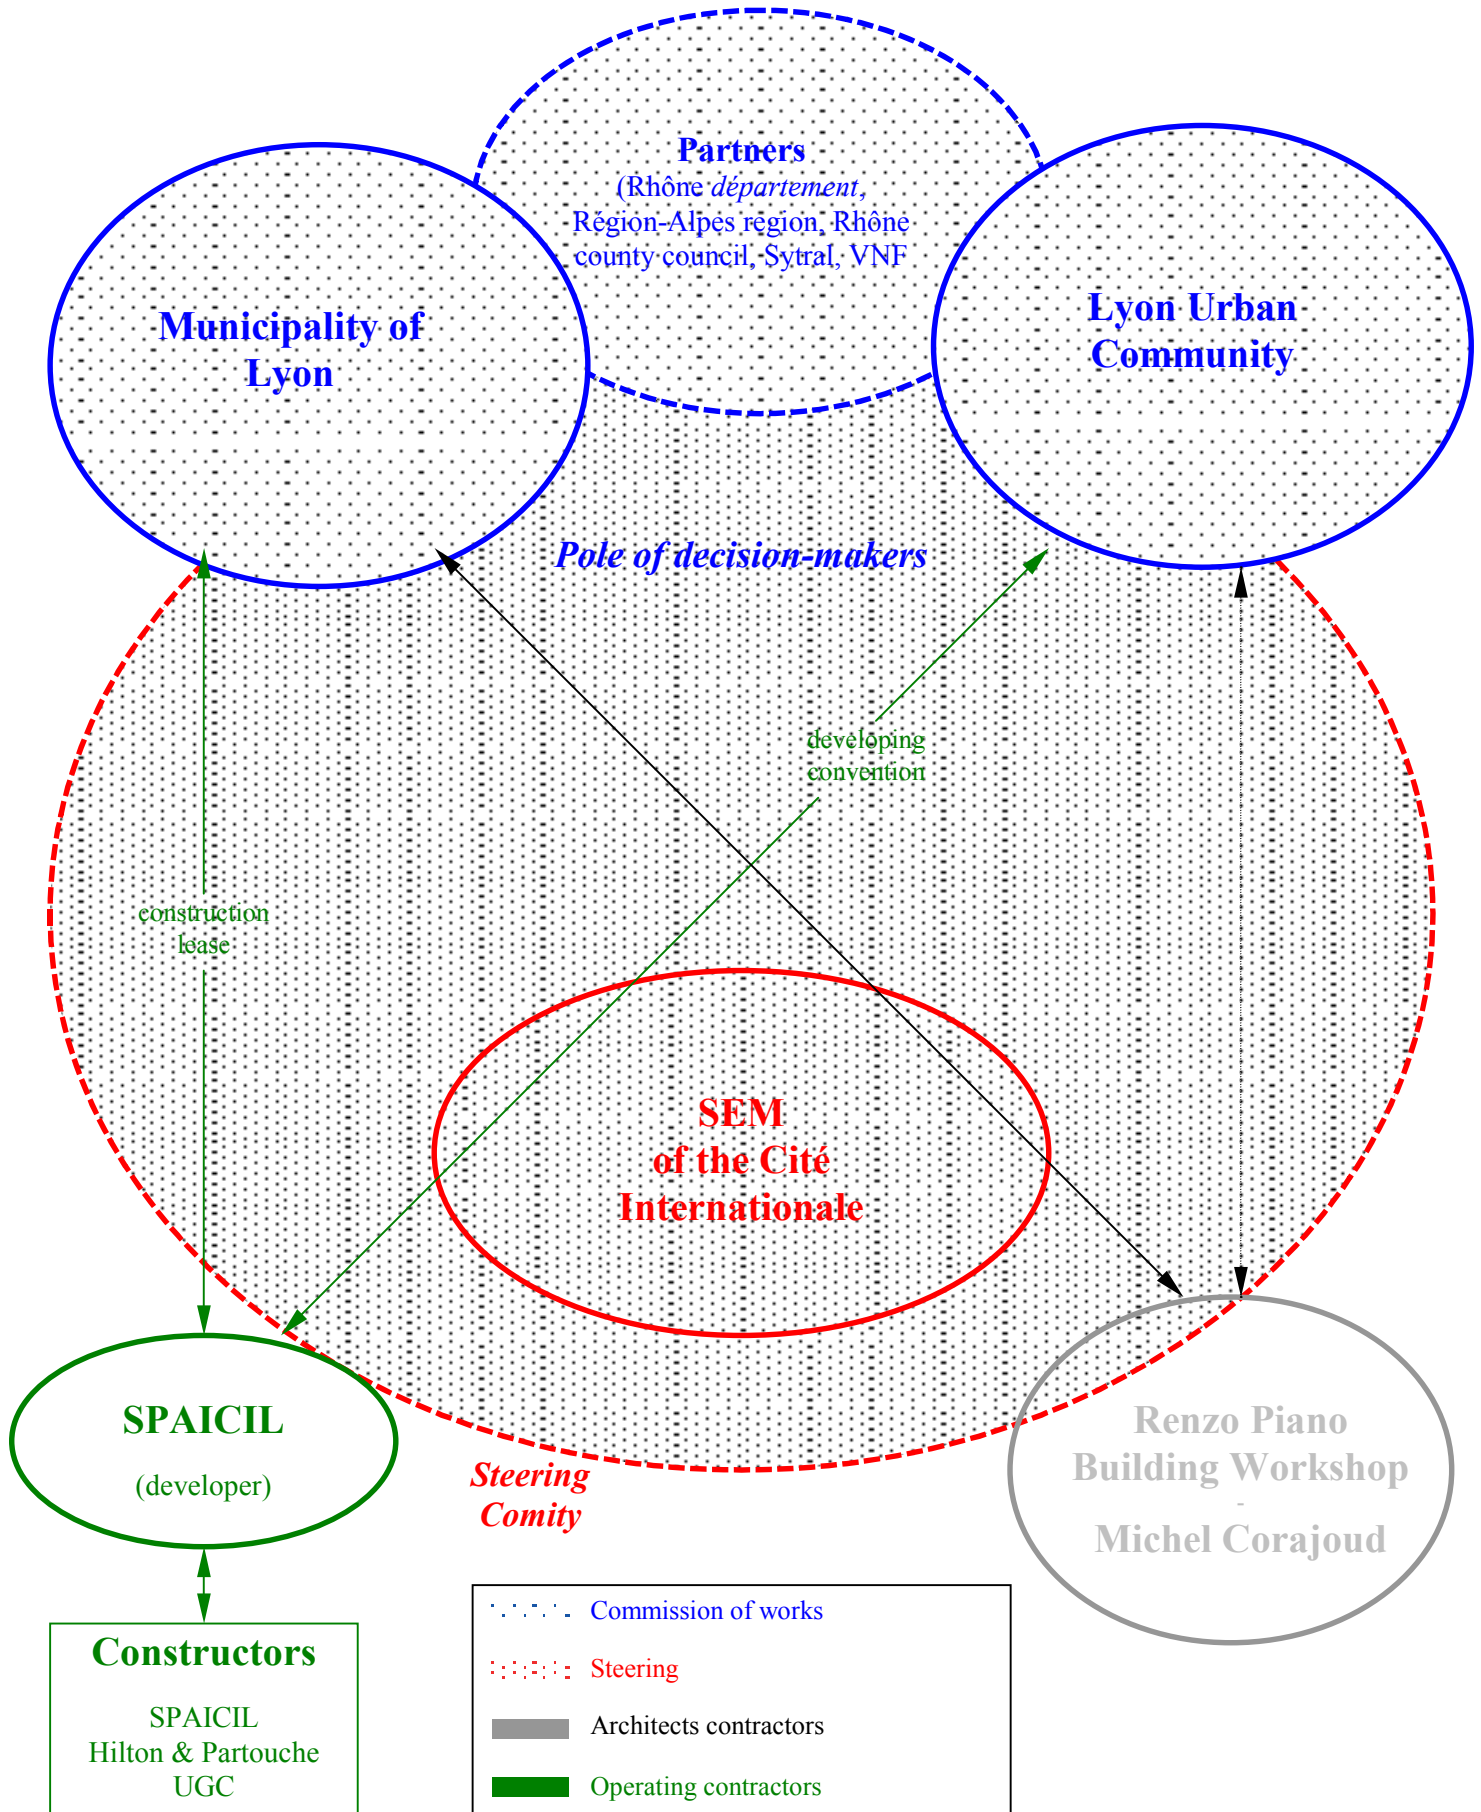 Partners
(Rhône département,
Région-Alpes region, Rhône
county council, Sytral, VNF
Municipality of
Lyon
Lyon Urban
Community
Pole of decision-makers
developing
convention
construction
lease
SEM
of the Cité
Internationale
SPAICIL
(developer)
Steering
Comity
Renzo Piano
Building Workshop
-
Michel Corajoud
Constructors
SPAICIL
Hilton & Partouche
UGC
Commission of works
Steering
Architects contractors
Operating contractors